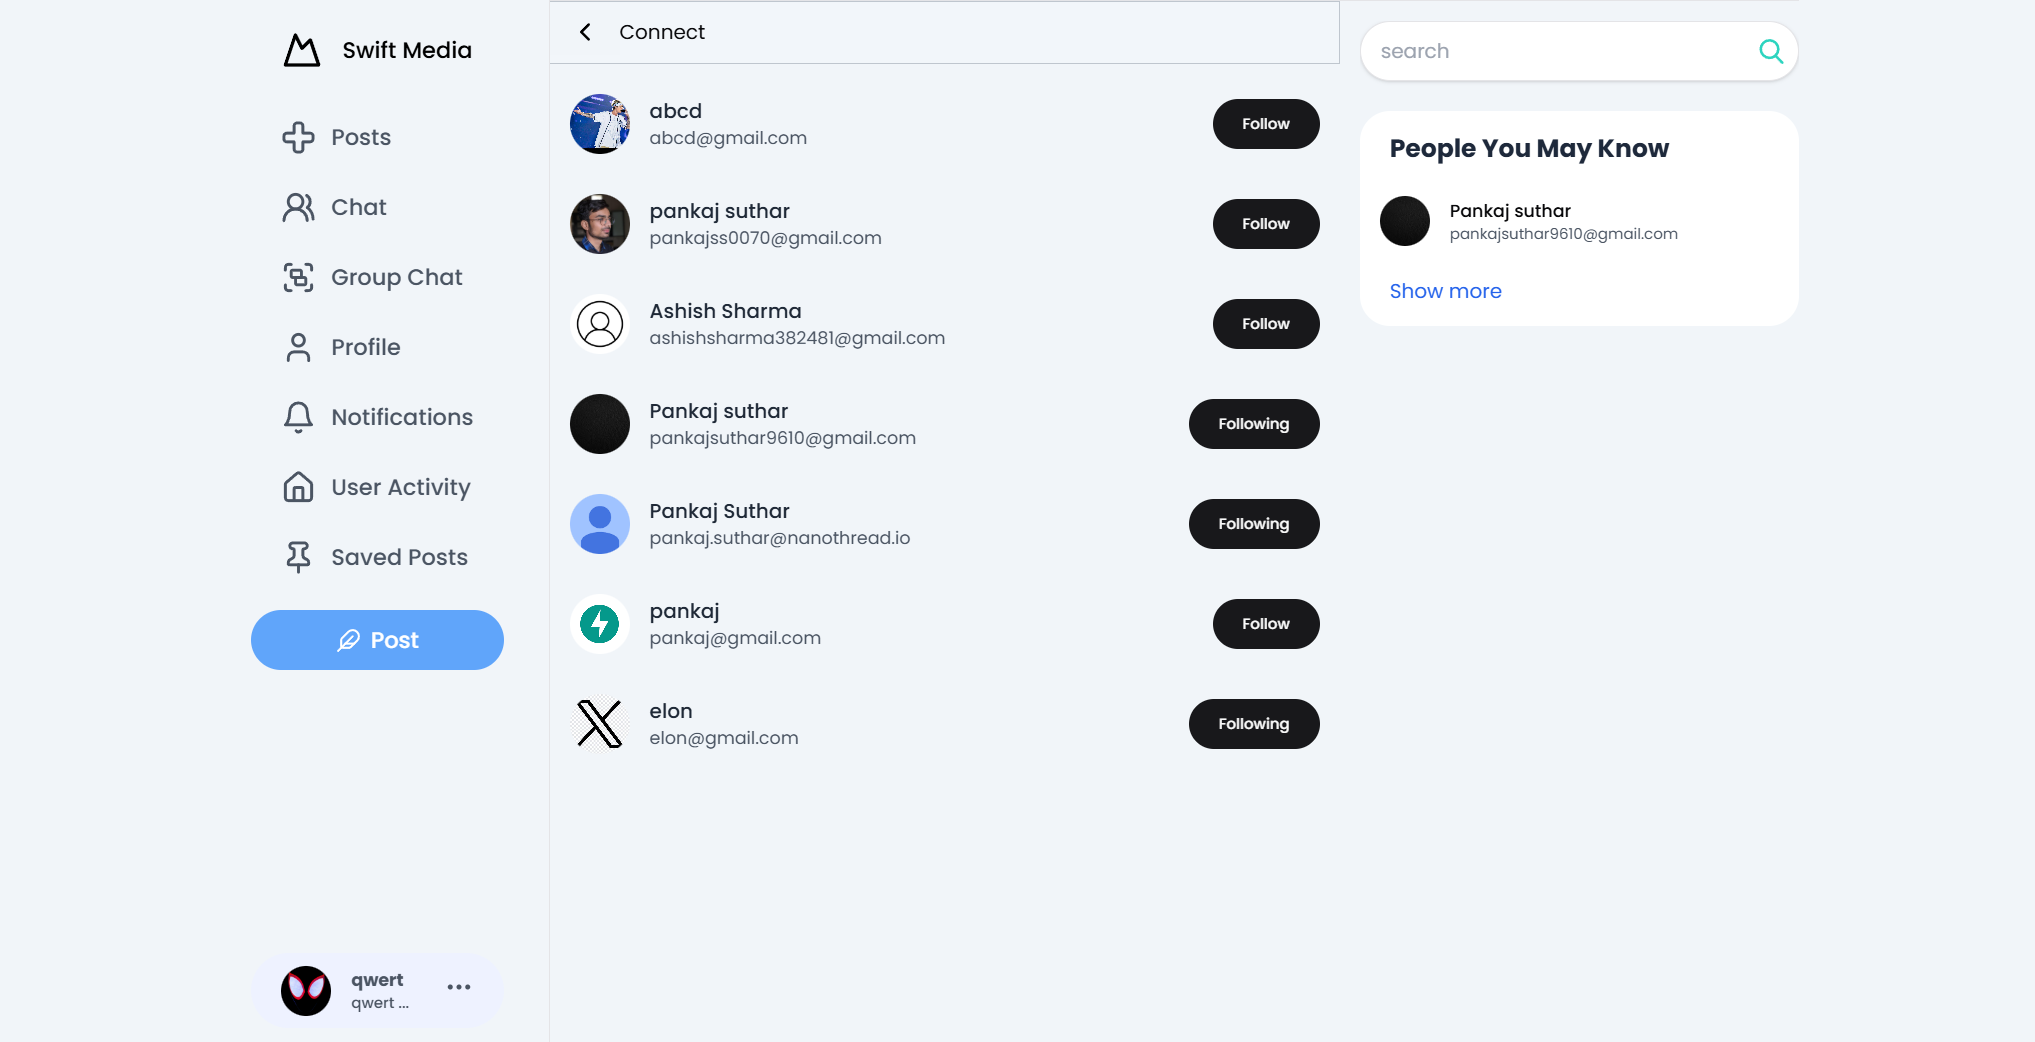 Swift Media
Posts
Chat
Group Chat
Profile
Notifications
User Activity
Saved Posts
Post
qwert
qwert ...
Connect
abcd
abcd@gmail.com
Follow
pankaj suthar
pankajss0070@gmail.com
Follow
Ashish Sharma
ashishsharma382481@gmail.com
Follow
Pankaj suthar
pankajsuthar9610@gmail.com
Following
Pankaj Suthar
pankaj.suthar@nanothread.io
Following
pankaj
pankaj@gmail.com
Follow
elon
elon@gmail.com
Following
search
People You May Know
Pankaj suthar
pankajsuthar9610@gmail.com
Show more